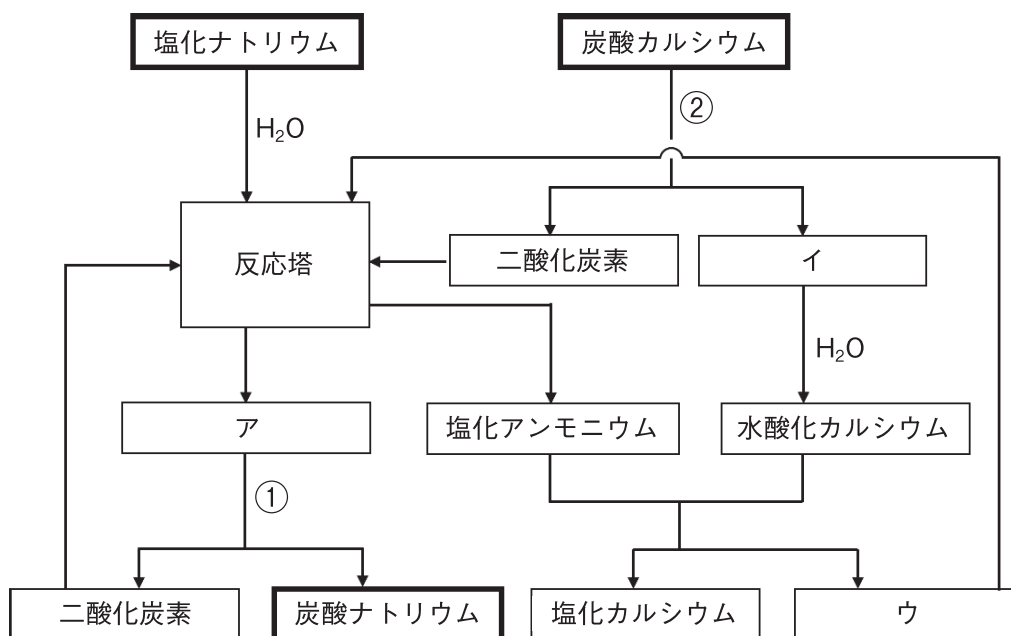 塩化ナトリウム
炭酸カルシウム
②
H₂O
反応塔
二酸化炭素
イ
H₂O
ア
塩化アンモニウム
水酸化カルシウム
①
二酸化炭素
炭酸ナトリウム
塩化カルシウム
ウ